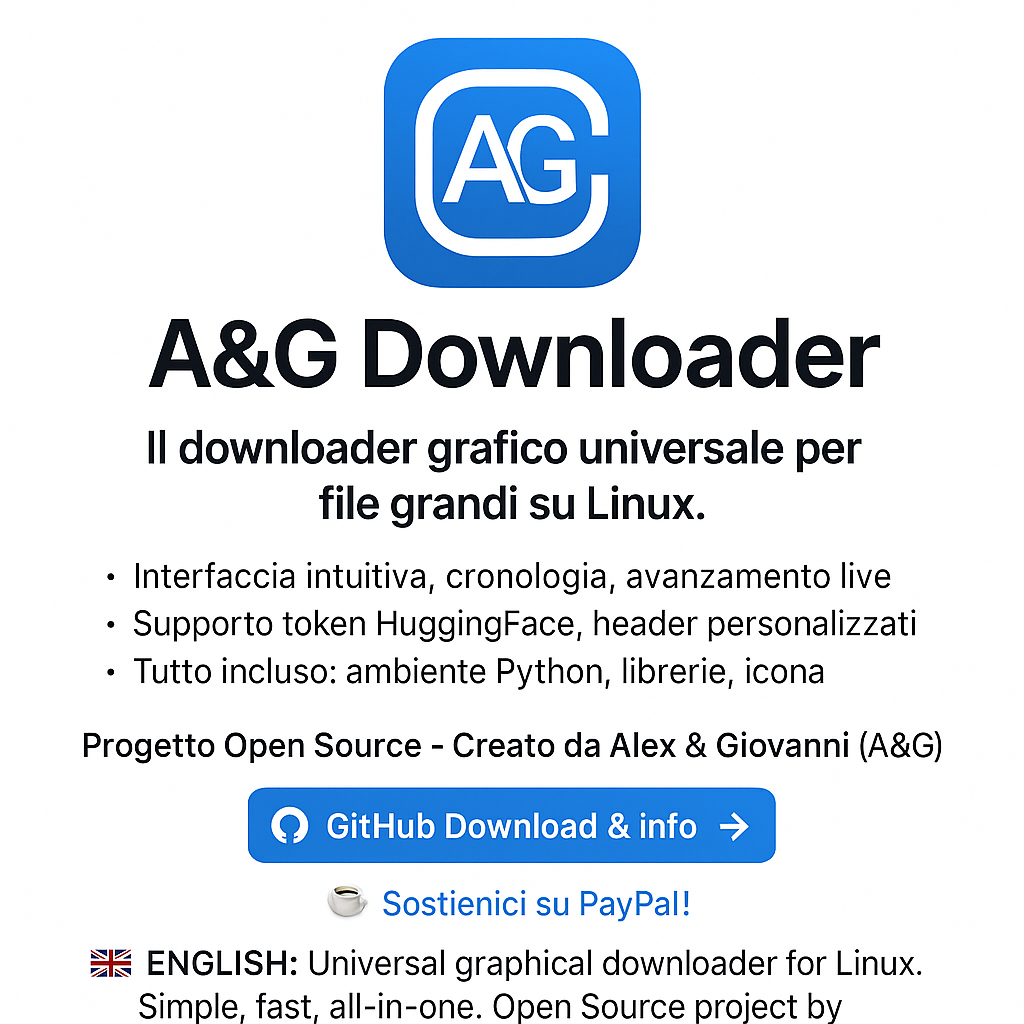 AG
A&G Downloader
Il downloader grafico universale per
file grandi su Linux.
• Interfaccia intuitiva, cronologia, avanzamento live
• Supporto token HuggingFace, header personalizzati
• Tutto incluso: ambiente Python, librerie, icona
Progetto Open Source - Creato da Alex & Giovanni (A&G)
GitHub Download & info →
Sostienici su PayPal!
ENGLISH: Universal graphical downloader for Linux.
Simple, fast, all-in-one. Open Source project by